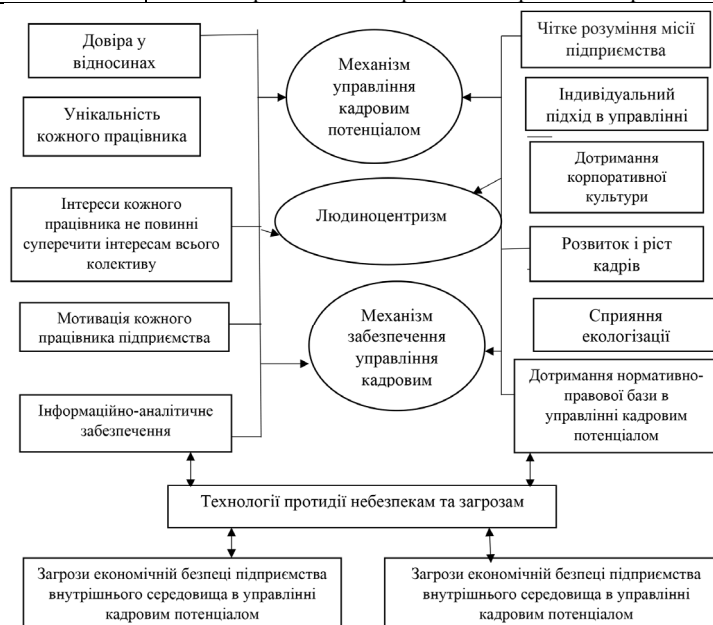 Довіра у
відносинах
Унікальність
кожного працівника
Інтереси кожного
працівника не повинні
суперечити інтересам всього
колективу
Мотивація кожного
працівника підприємства
Інформаційно-аналітичне
забезпечення
Механізм
управління
кадровим
потенціалом
Людиноцентризм
Механізм
забезпечення
управління
кадровим
Чітке розуміння місії
підприємства
Індивідуальний
підхід в управлінні
Дотримання
корпоративної
культури
Розвиток і ріст
кадрів
Сприяння
екологізації
Дотримання нормативно-
правової бази в
управлінні кадровим
потенціалом
Технології протидії небезпекам та загрозам
Загрози економічній безпеці підприємства
внутрішнього середовища в управлінні
кадровим потенціалом
Загрози економічній безпеці підприємства
внутрішнього середовища в управлінні
кадровим потенціалом